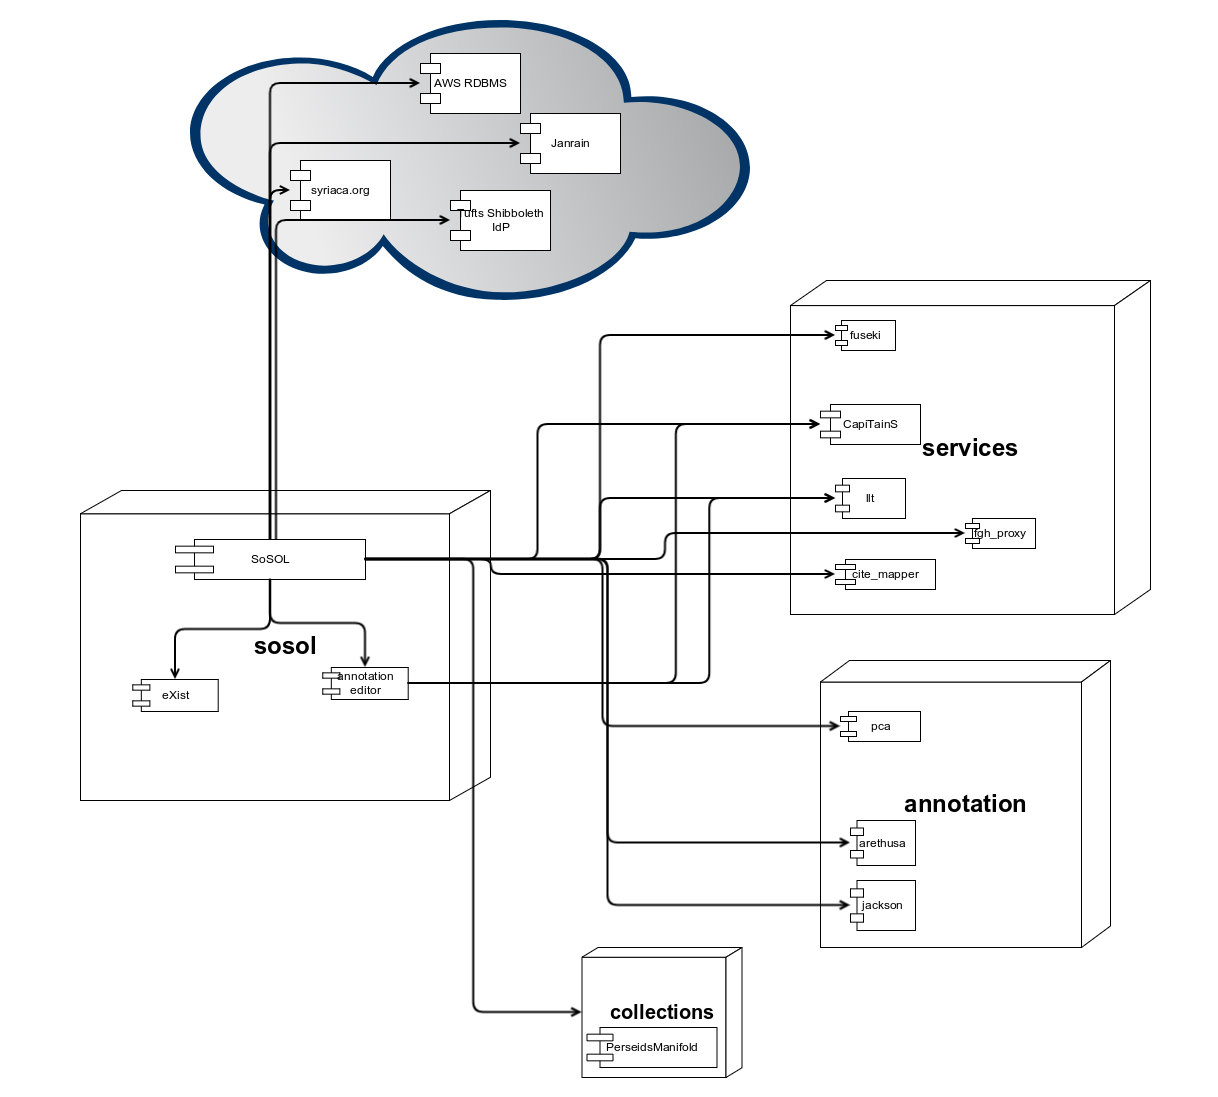 AWS RDBMS
Janrain
syriaca.org
Tufts Shibboleth
IdP
fuseki
CapiTainS
services
llt
fgh_proxy
cite_mapper
SoSOL
sosol
annotation
editor
eXist
pca
annotation
arethusa
jackson
collections
PerseidsManifold